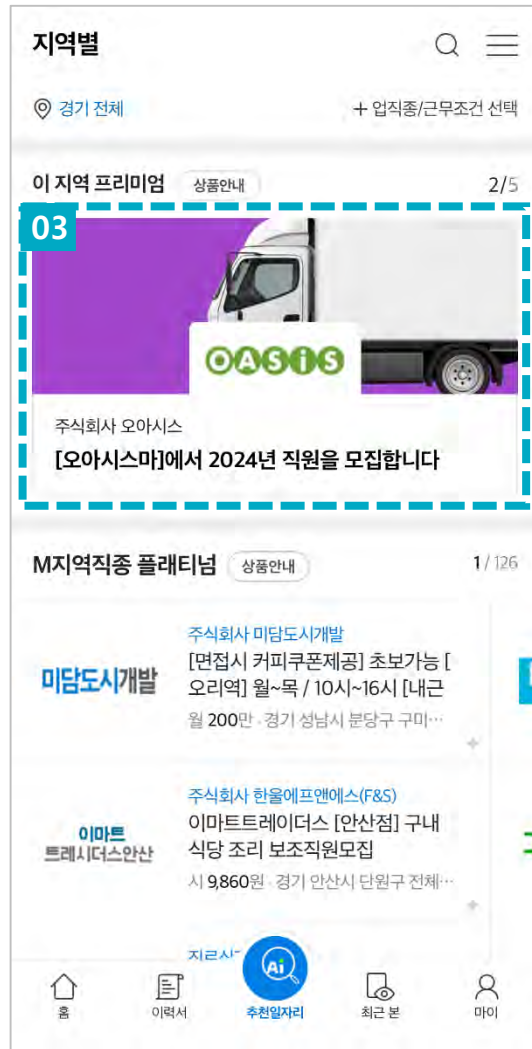 지역별
경기 전체
+ 업직종/근무조건 선택
이 지역 프리미엄 상품안내 2/5
03
OASIS
주식회사 오아시스
[오아시스마]에서 2024년 직원을 모집합니다
M지역직종 플래티넘 상품안내 1/126
미담도시개발
주식회사 미담도시개발
[면접시 커피쿠폰제공] 초보가능 [
오리역] 월~목 / 10시~16시 [내근
월 200만 · 경기 성남시 분당구 구미…
이마트
트레시더스안산
주식회사 한울에프앤에스(F&S)
이마트트레이더스 [안산점] 구내
식당 조리 보조직원모집
시 9,860원 · 경기 안산시 단원구 전체…
Ai
홈 이력서 추천일자리 최근 본 마이